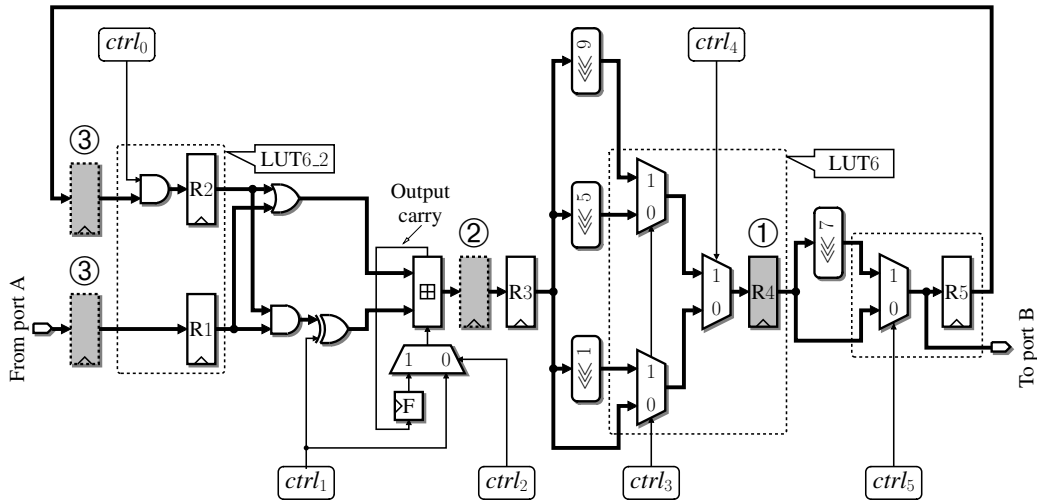 ctrl0
ctrl4
⋘ 9
③
LUT6_2
LUT6
R2
Output
carry
1
0
⋘ 5
②
①
⋘ 7
③
R1
⊞
R3
1
0
R4
1
0
R5
From port A
To port B
1
0
F
⋘ 1
1
0
ctrl1
ctrl2
ctrl3
ctrl5